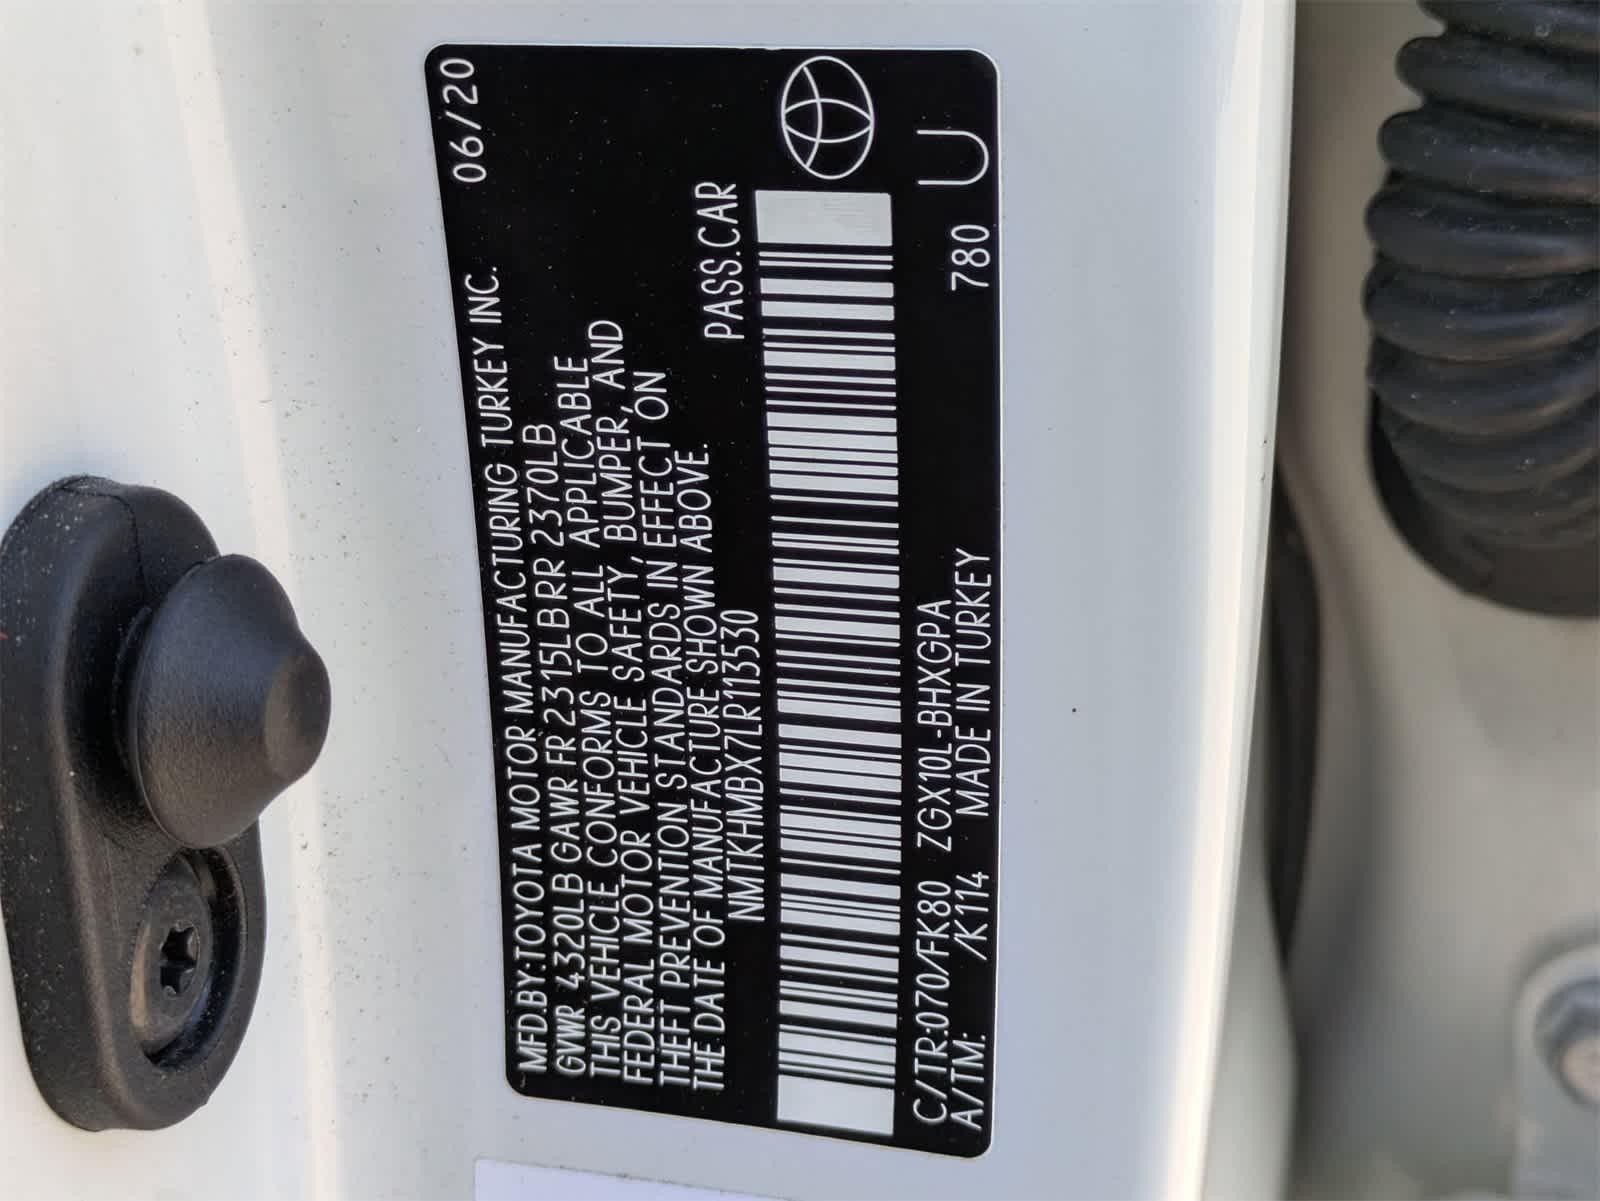 MFD.BY:TOYOTA MOTOR MANUFACTURING TURKEY INC. 06/20
GVWR 4320LB GAWR FR 2315LB RR 2370LB
THIS VEHICLE CONFORMS TO ALL APPLICABLE
FEDERAL MOTOR VEHICLE SAFETY, BUMPER, AND
THEFT PREVENTION STANDARDS IN EFFECT ON
THE DATE OF MANUFACTURE SHOWN ABOVE.
NMTKHMBX7LR113530 PASS.CAR
C/TR:070/FK80 ZGX10L-BHXGPA
A/TM: /K114 MADE IN TURKEY 780 U